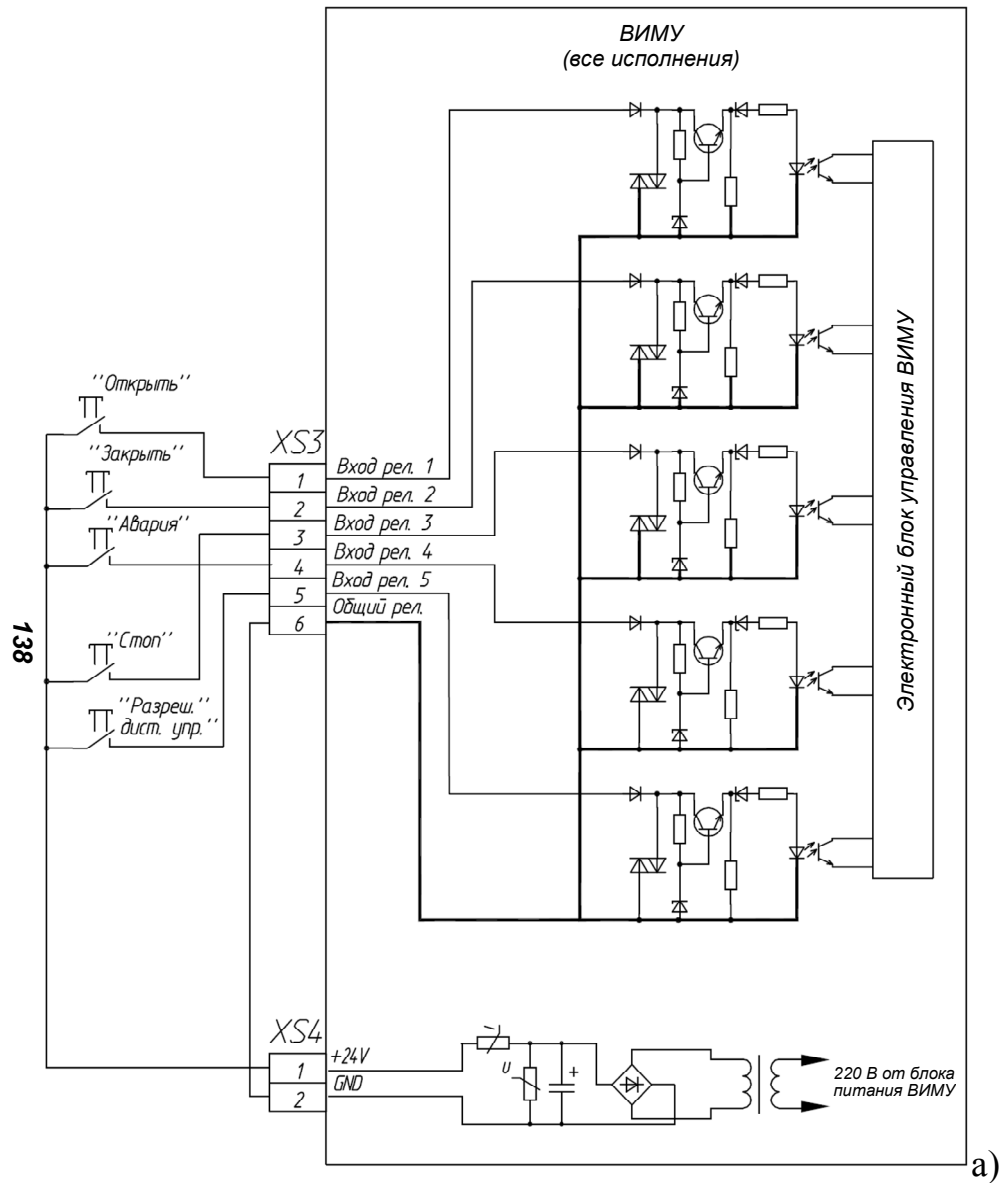 ВИМУ
(все исполнения)
Электронный блок управления ВИМУ
''Открыть''
''Закрыть''
''Авария''
''Стоп''
''Разреш.
дист. упр.''
XS3
1
2
3
4
5
6
Вход рел. 1
Вход рел. 2
Вход рел. 3
Вход рел. 4
Вход рел. 5
Общий рел.
138
XS4
1
2
+24V
GND
U
+
220 В от блока
питания ВИМУ
а)